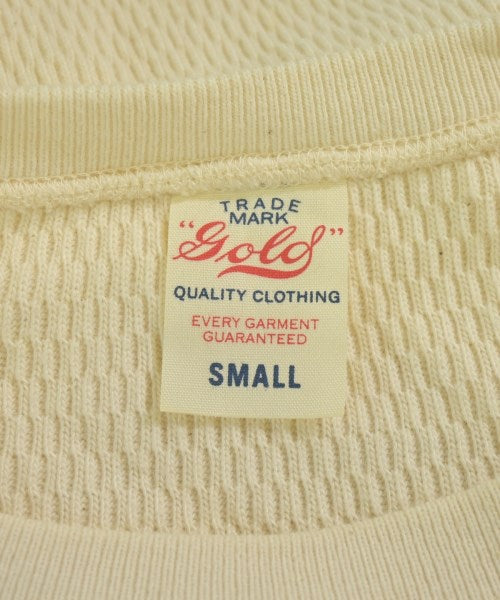 TRADE
MARK
"Gold"
QUALITY CLOTHING
EVERY GARMENT
GUARANTEED
SMALL